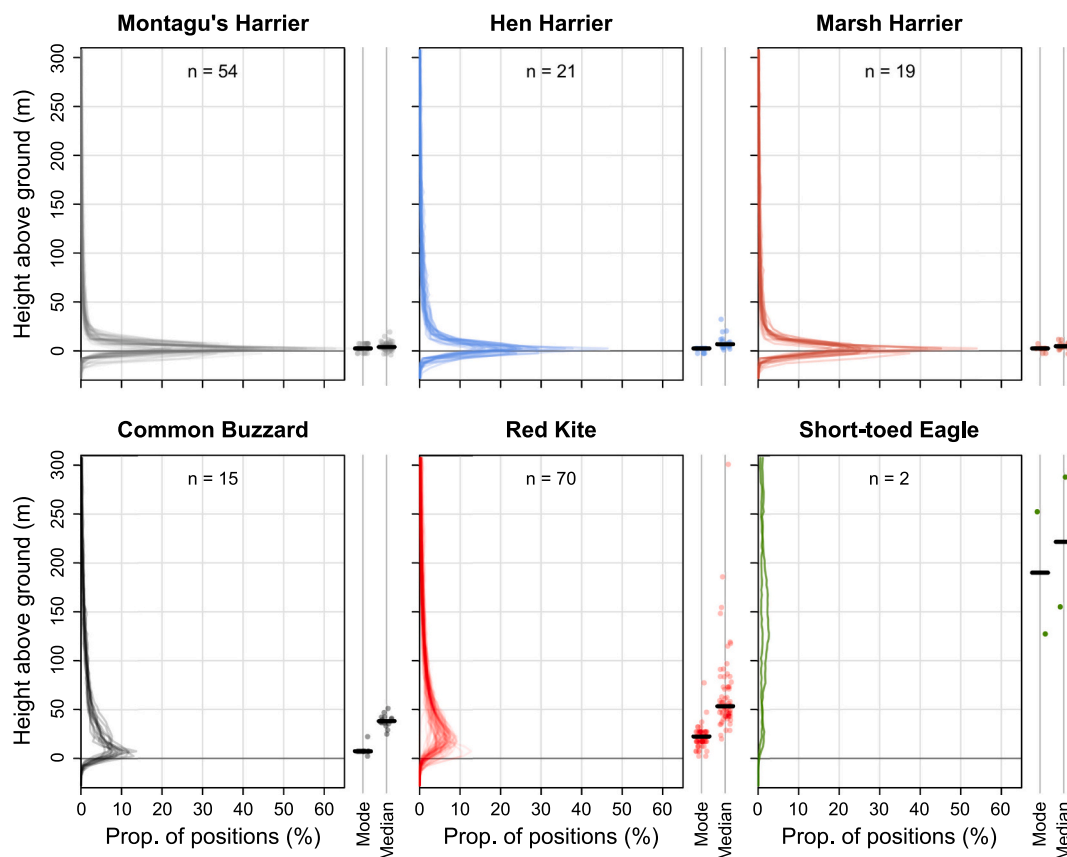 Montagu's Harrier
Hen Harrier
Marsh Harrier
n = 54
n = 21
n = 19
Height above ground (m)
300
250
200
150
100
50
0
Common Buzzard
Red Kite
Short-toed Eagle
n = 15
n = 70
n = 2
Height above ground (m)
300
250
200
150
100
50
0
0 10 20 30 40 50 60
Mode
Median
0 10 20 30 40 50 60
Mode
Median
0 10 20 30 40 50 60
Mode
Median
Prop. of positions (%)
Prop. of positions (%)
Prop. of positions (%)